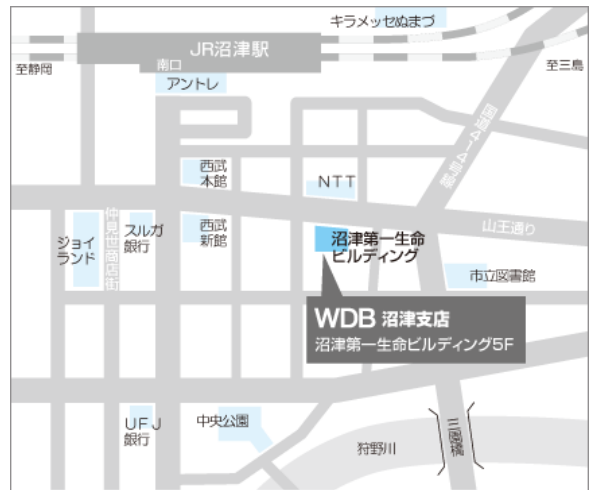 キラメッセぬまづ
JR沼津駅
南口
至静岡
至三島
アントレ
国道414号線
西武
本館
NTT
山王通り
仲見世商店街
ジョイ
ランド
スルガ
銀行
西武
新館
沼津第一生命
ビルディング
市立図書館
WDB 沼津支店
沼津第一生命ビルディング5F
UFJ
銀行
中央公園
狩野川
三園橋